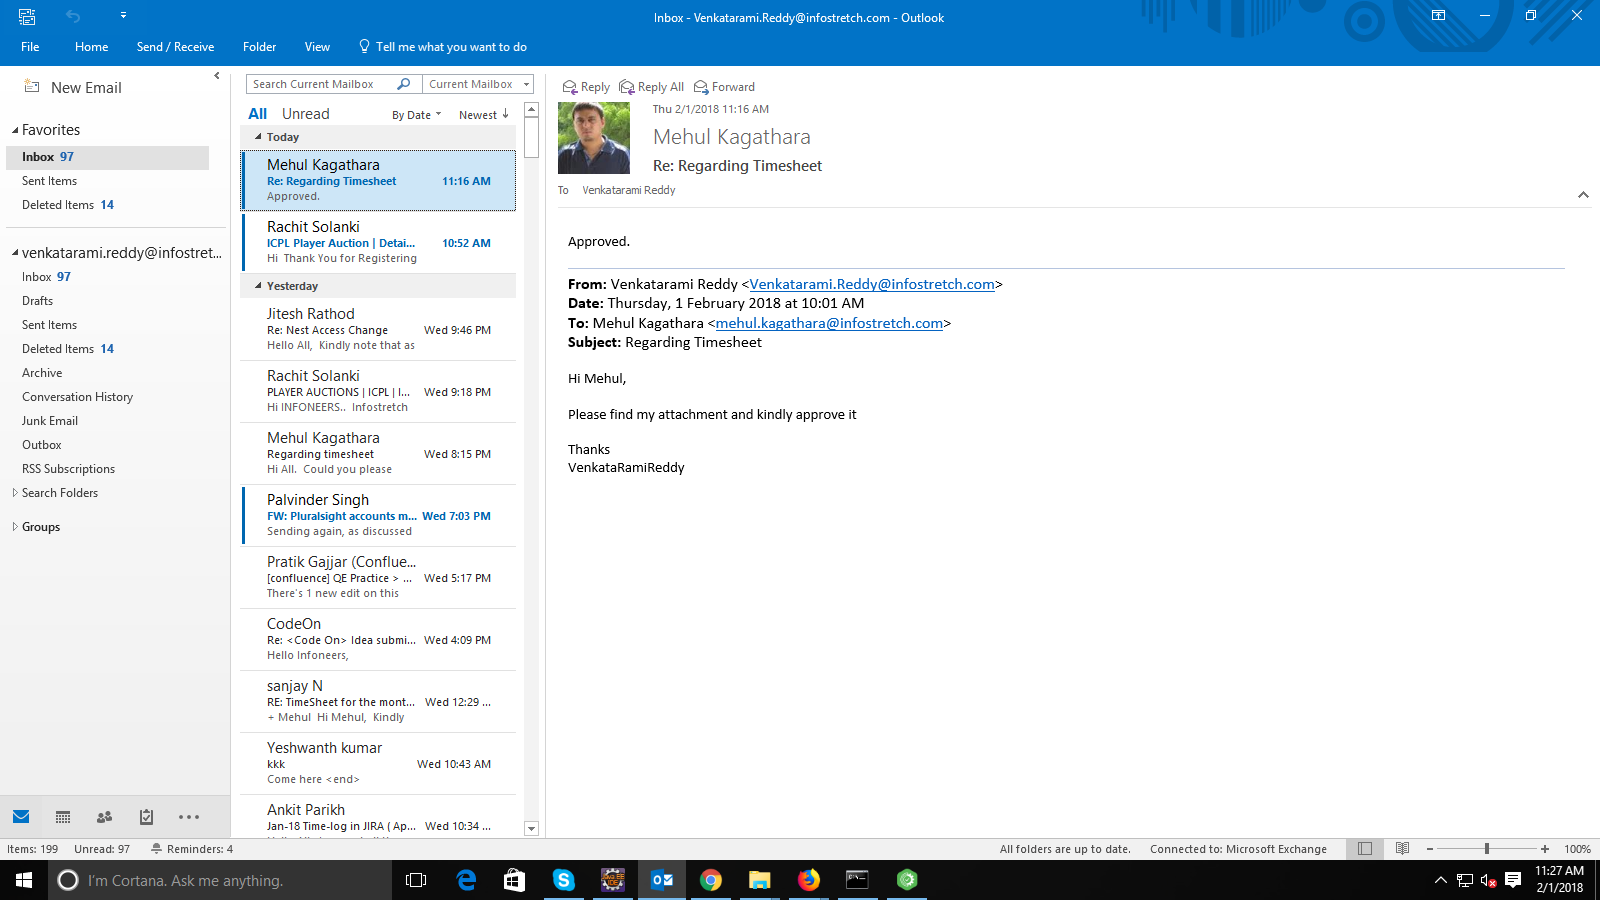 Inbox - Venkatarami.Reddy@infostretch.com - Outlook
File Home Send / Receive Folder View Tell me what you want to do
New Email
Favorites
Inbox 97
Sent Items
Deleted Items 14
venkatarami.reddy@infostret...
Inbox 97
Drafts
Sent Items
Deleted Items 14
Archive
Conversation History
Junk Email
Outbox
RSS Subscriptions
Search Folders
Groups
Search Current Mailbox Current Mailbox
All Unread By Date Newest ↓
Today
Mehul Kagathara
Re: Regarding Timesheet 11:16 AM
Approved.
Rachit Solanki
ICPL Player Auction | Detai... 10:52 AM
Hi Thank You for Registering
Yesterday
Jitesh Rathod
Re: Nest Access Change Wed 9:46 PM
Hello All, Kindly note that as
Rachit Solanki
PLAYER AUCTIONS | ICPL | I... Wed 9:18 PM
Hi INFONEERS.. Infostretch
Mehul Kagathara
Regarding timesheet Wed 8:15 PM
Hi All. Could you please
Palvinder Singh
FW: Pluralsight accounts m... Wed 7:03 PM
Sending again, as discussed
Pratik Gajjar (Conflue...
[confluence] QE Practice > ... Wed 5:17 PM
There's 1 new edit on this
CodeOn
Re: <Code On> Idea submi... Wed 4:09 PM
Hello Infoneers,
sanjay N
RE: TimeSheet for the mont... Wed 12:29 ...
+ Mehul Hi Mehul, Kindly
Yeshwanth kumar
kkk Wed 10:43 AM
Come here <end>
Ankit Parikh
Jan-18 Time-log in JIRA ( Ap... Wed 10:34 ...
Reply Reply All Forward
Thu 2/1/2018 11:16 AM
Mehul Kagathara
Re: Regarding Timesheet
To Venkatarami Reddy
Approved.
From: Venkatarami Reddy <Venkatarami.Reddy@infostretch.com>
Date: Thursday, 1 February 2018 at 10:01 AM
To: Mehul Kagathara <mehul.kagathara@infostretch.com>
Subject: Regarding Timesheet
Hi Mehul,
Please find my attachment and kindly approve it
Thanks
VenkataRamiReddy
Items: 199 Unread: 97 Reminders: 4 All folders are up to date. Connected to: Microsoft Exchange 100%
I'm Cortana. Ask me anything. 11:27 AM
2/1/2018